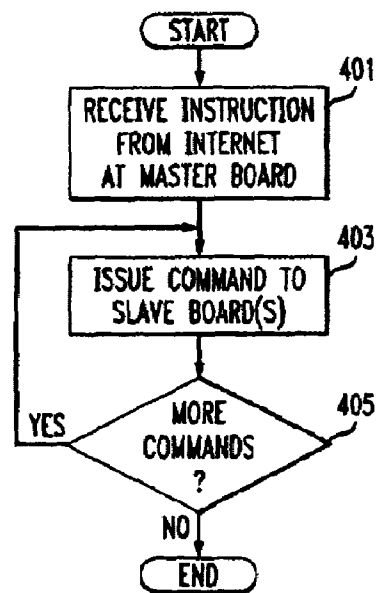 START
401
RECEIVE INSTRUCTION
FROM INTERNET
AT MASTER BOARD
403
ISSUE COMMAND TO
SLAVE BOARD(S)
405
MORE
COMMANDS
?
YES
NO
END